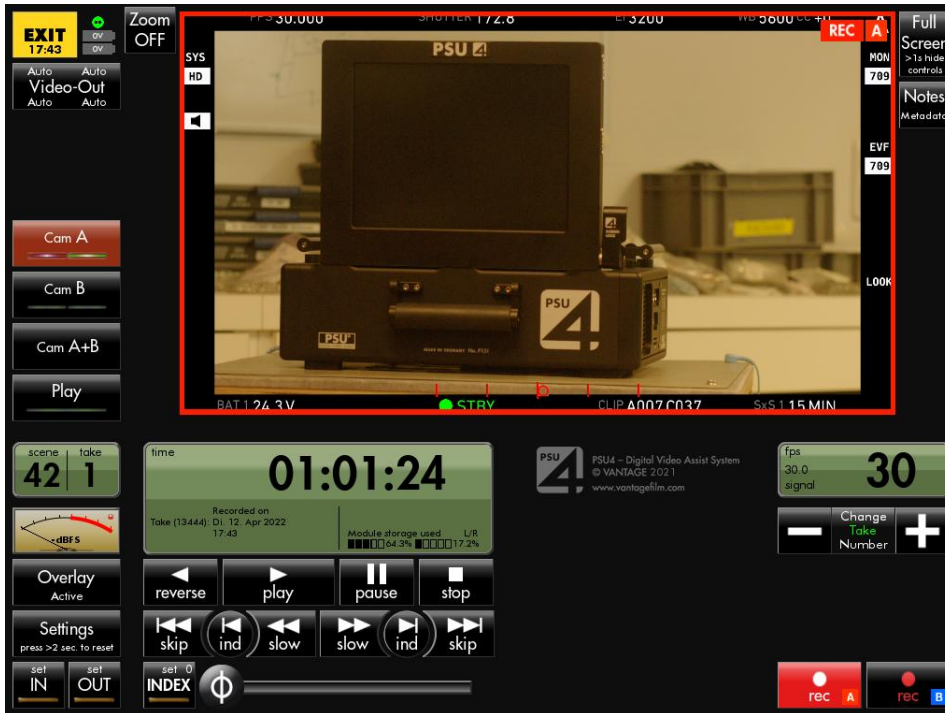 EXIT
17:43
0V
0V
Zoom
OFF
Auto Auto
Video-Out
Auto Auto
FPS 30.000 SHUTTER 172.8 EI 3200 WB 5600 CC +0 A
REC A
SYS
HD
MON
709
EVF
709
LOOK
PSU 4
PSU
4
PSU
BAT 1 24.3V STBY CLIP A007C037 SxS 1 15 MIN
Full
Screen
>1s hide
controls
Notes
Metadata
Cam A
Cam B
Cam A+B
Play
scene take
42 1
time
01:01:24
Recorded on
Take (13444): Di. 12. Apr 2022
17:43
Module storage used L/R
64.3% 17.2%
PSU
4
PSU4 – Digital Video Assist System
© VANTAGE 2021
www.vantagefilm.com
fps
30.0
signal
30
-dBFS
Change
Take
Number
Overlay
Active
reverse play pause stop
Settings
press >2 sec. to reset
skip ind slow slow ind skip
set
IN
set
OUT
set 0
INDEX
rec A
rec B